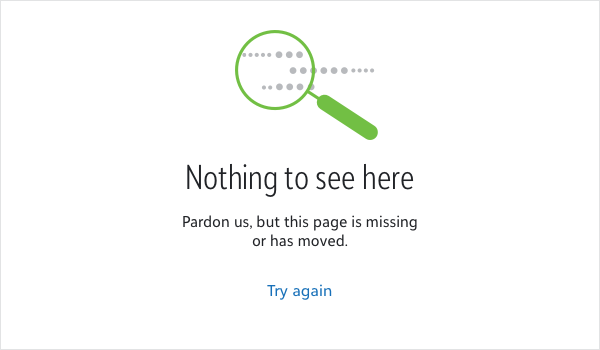 Nothing to see here
Pardon us, but this page is missing
or has moved.
Try again